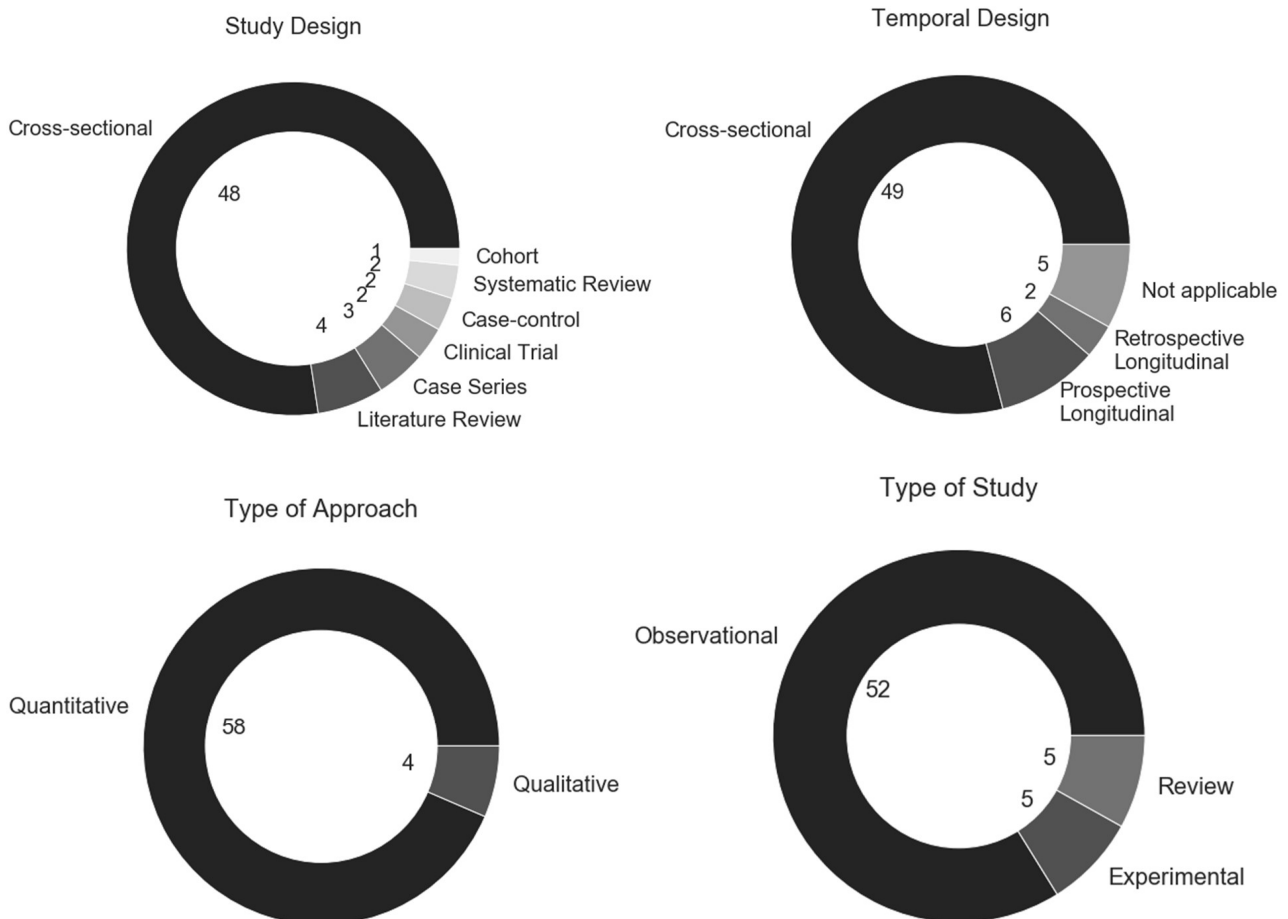 Study Design
Cross-sectional
48
1
2
2
2
3
4
Cohort
Systematic Review
Case-control
Clinical Trial
Case Series
Literature Review
Temporal Design
Cross-sectional
49
5
2
6
Not applicable
Retrospective
Longitudinal
Prospective
Longitudinal
Type of Approach
Quantitative
58
4
Qualitative
Type of Study
Observational
52
5
5
Review
Experimental